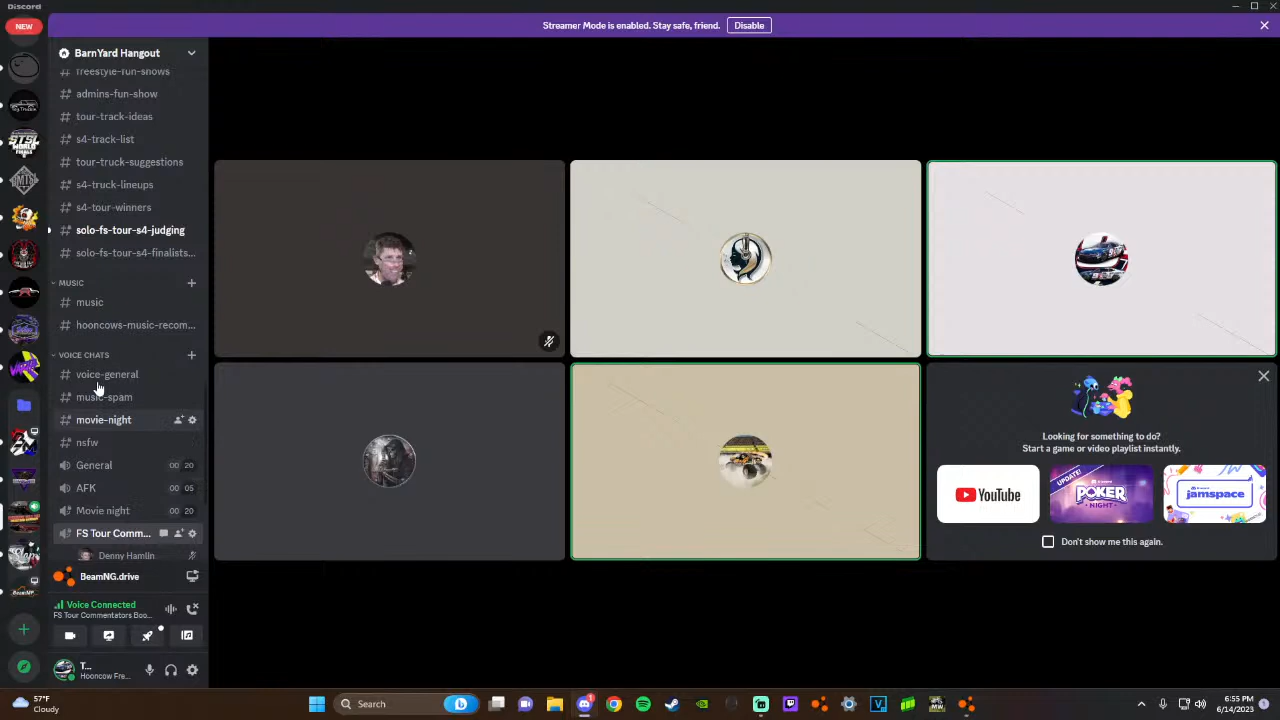 Discord
NEW
Streamer Mode is enabled. Stay safe, friend.
Disable
BarnYard Hangout
freestyle-fun-shows
admins-fun-show
tour-track-ideas
s4-track-list
tour-truck-suggestions
s4-truck-lineups
s4-tour-winners
solo-fs-tour-s4-judging
solo-fs-tour-s4-finalists...
MUSIC
music
hooncows-music-recom...
VOICE CHATS
voice-general
music-spam
movie-night
nsfw
General 00 20
AFK 00 05
Movie night 00 20
FS Tour Comm...
Denny Hamlin
BeamNG.drive
Voice Connected
FS Tour Commentators Boo...
T...
Hooncow Fre...
Looking for something to do?
Start a game or video playlist instantly.
YouTube
UPDATE!
POKER
NIGHT
jamspace
Don't show me this again.
57°F
Cloudy
Search
6:55 PM
6/14/2023